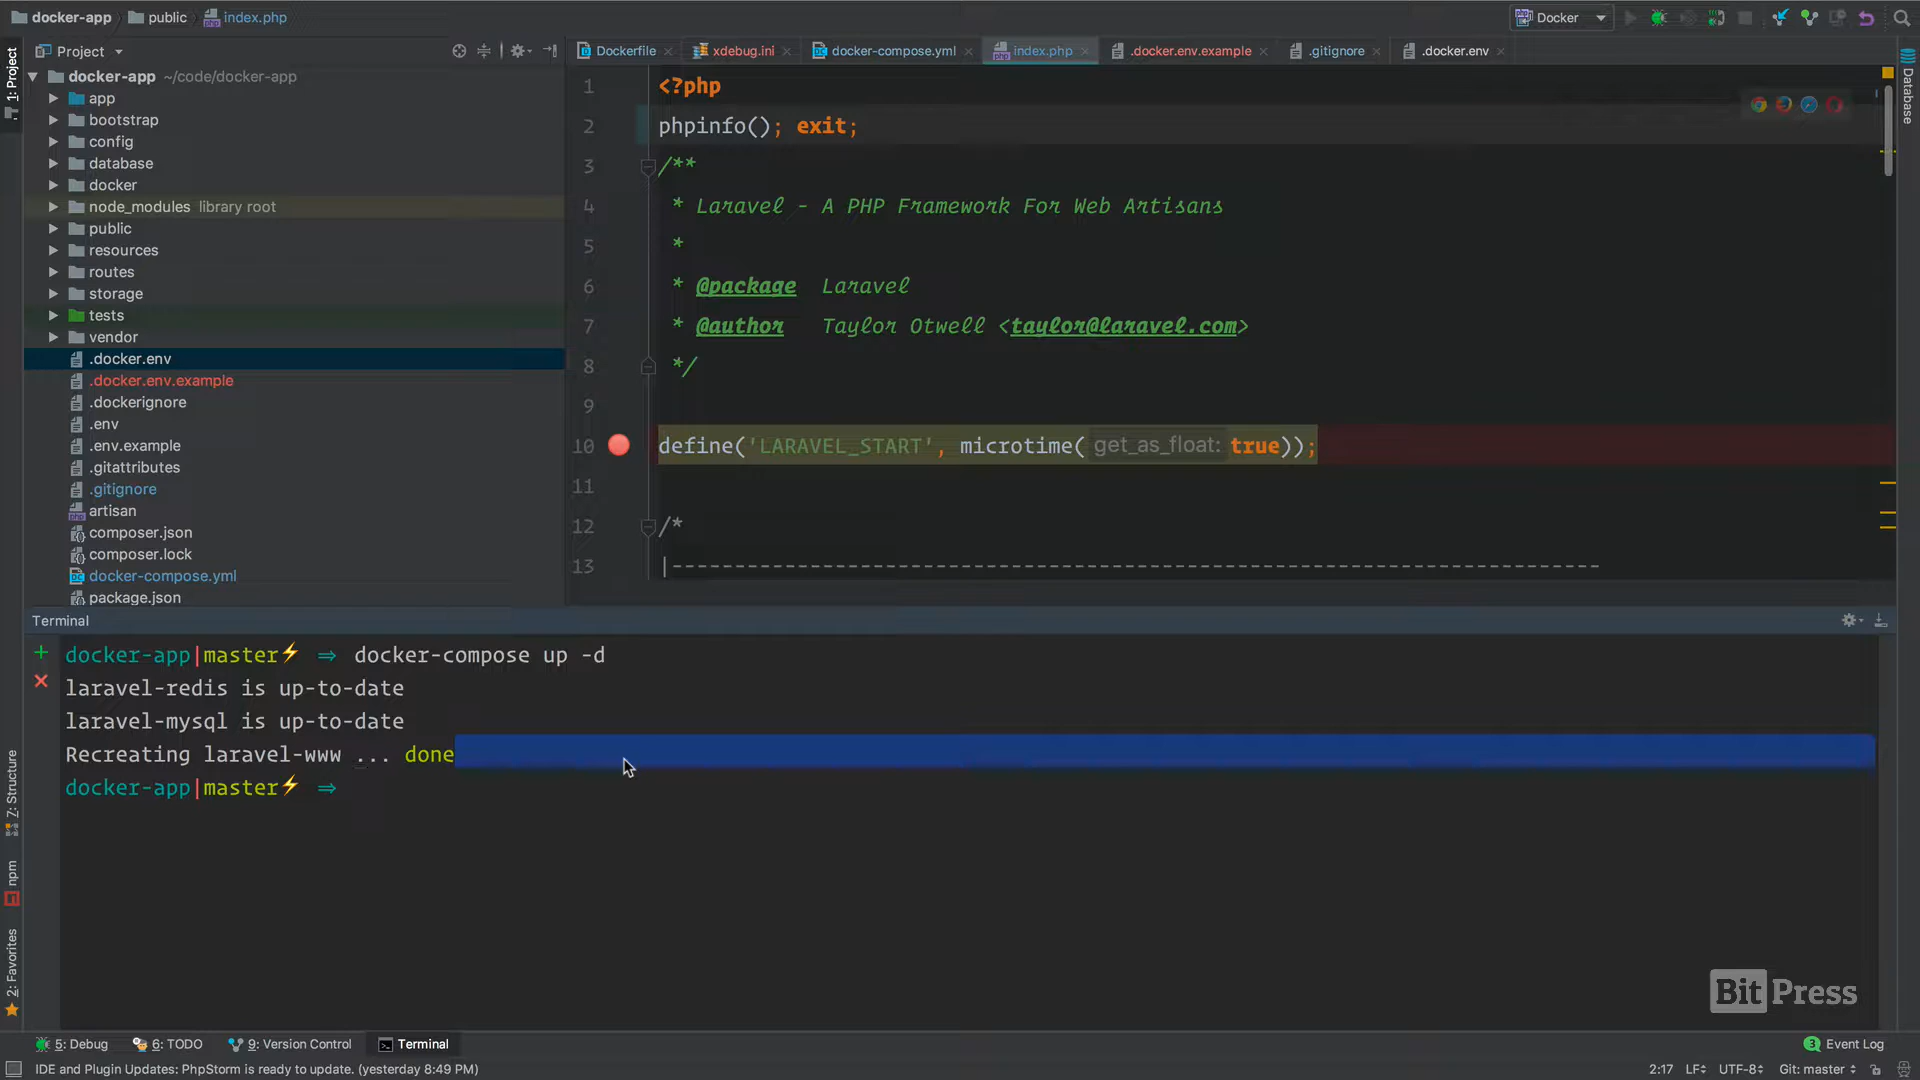 docker-app public index.php
Docker
1: Project
Project
Dockerfile xdebug.ini docker-compose.yml index.php .docker.env.example .gitignore .docker.env
Database
docker-app ~/code/docker-app
app
bootstrap
config
database
docker
node_modules library root
public
resources
routes
storage
tests
vendor
.docker.env
.docker.env.example
.dockerignore
.env
.env.example
.gitattributes
.gitignore
artisan
composer.json
composer.lock
docker-compose.yml
package.json
1 <?php
2 phpinfo(); exit;
3 /**
4 * Laravel - A PHP Framework For Web Artisans
5 *
6 * @package Laravel
7 * @author Taylor Otwell <taylor@laravel.com>
8 */
9
10 define('LARAVEL_START', microtime( get_as_float: true));
11
12 /*
13 |--------------------------------------------------------------------------
Terminal
docker-app|master⚡ ⇒ docker-compose up -d
laravel-redis is up-to-date
laravel-mysql is up-to-date
Recreating laravel-www ... done
docker-app|master⚡ ⇒
Z: Structure
npm
2: Favorites
BitPress
5: Debug 6: TODO 9: Version Control Terminal 3 Event Log
IDE and Plugin Updates: PhpStorm is ready to update. (yesterday 8:49 PM) 2:17 LF UTF-8 Git: master